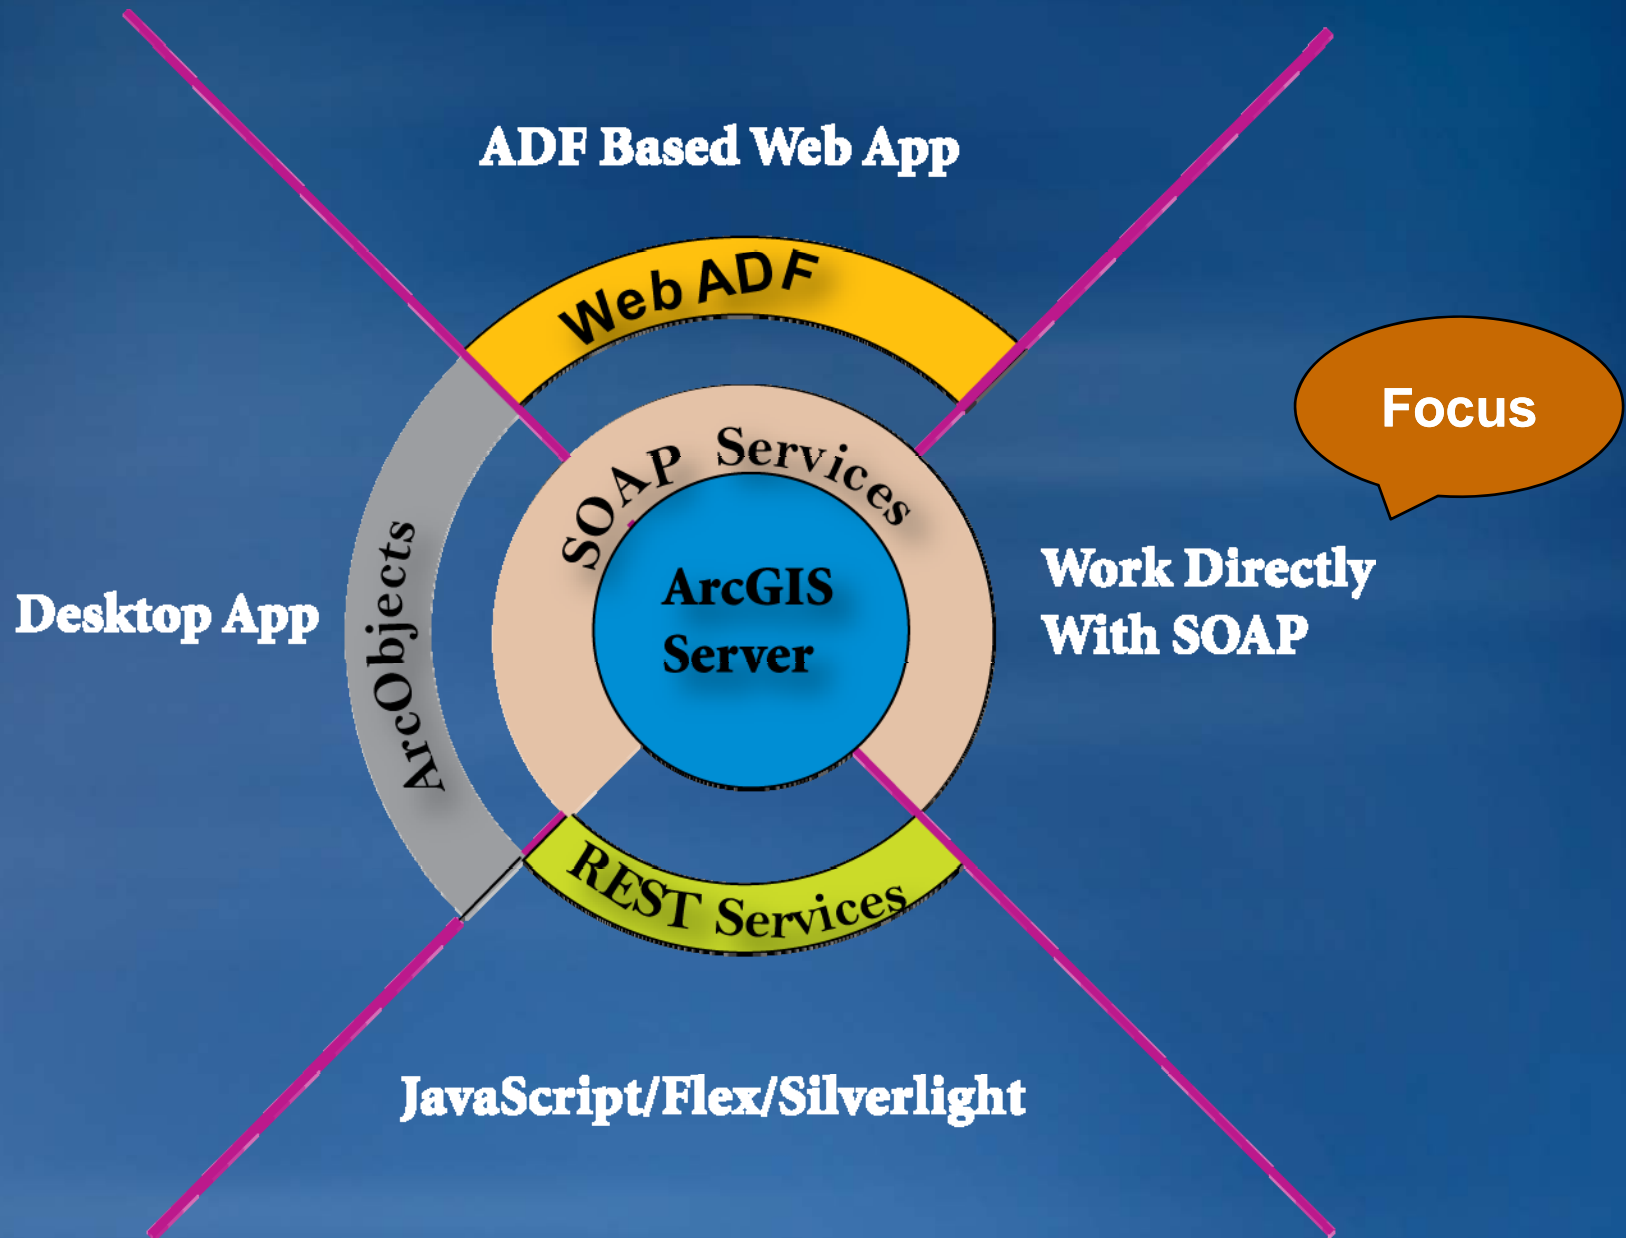 ADF Based Web App
Web ADF
Focus
SOAP Services
ArcGIS
Server
Work Directly
With SOAP
Desktop App
ArcObjects
REST Services
JavaScript/Flex/Silverlight